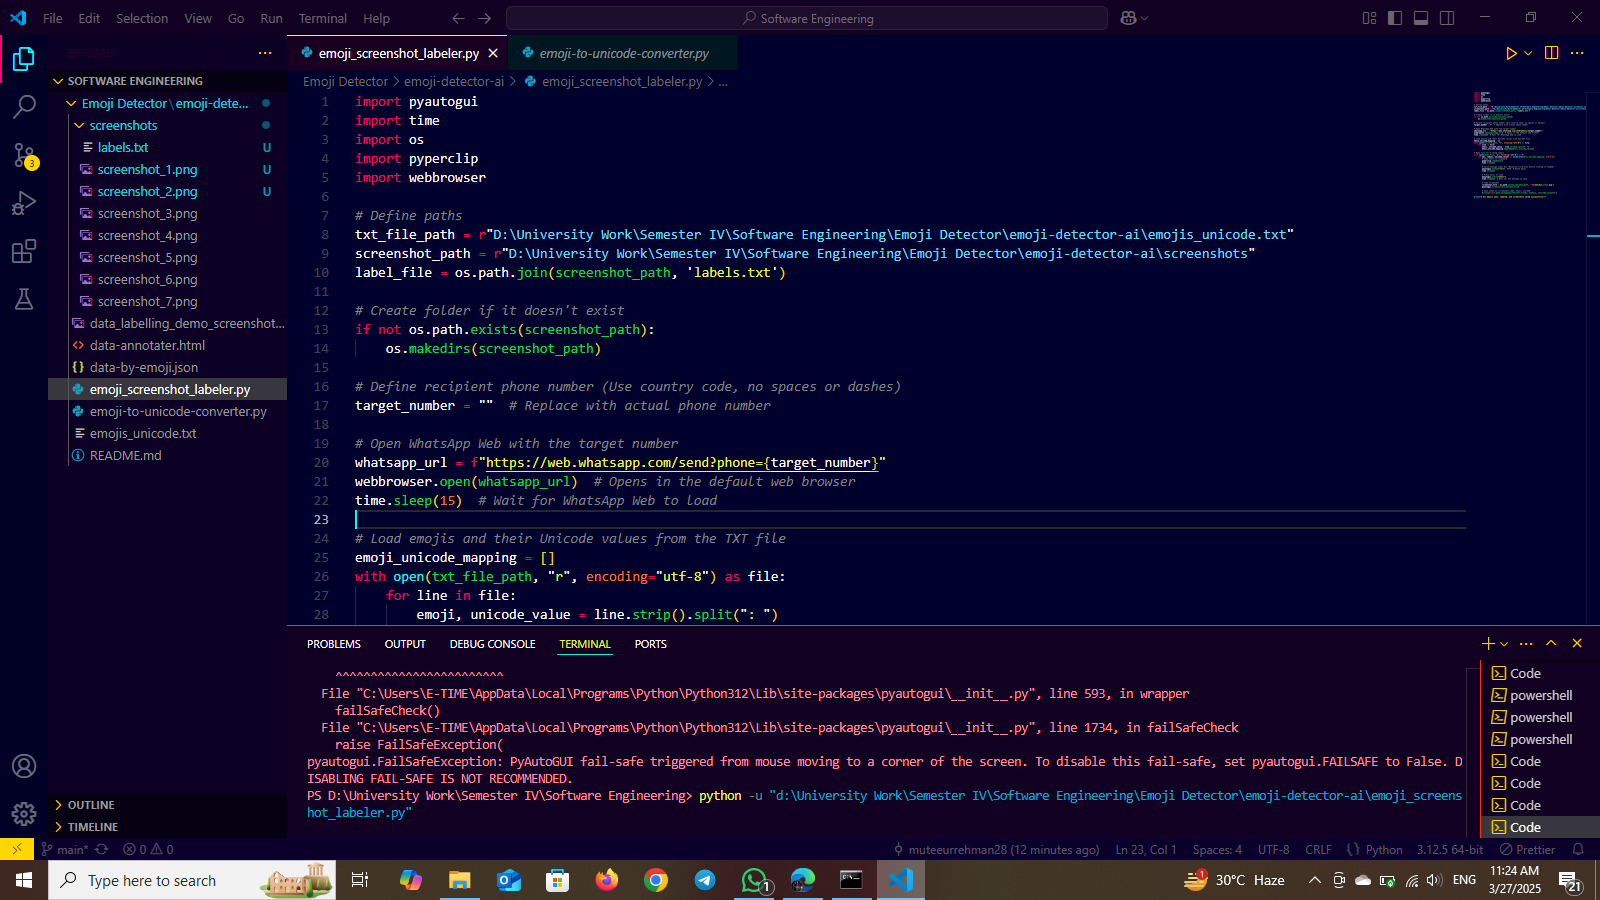 File Edit Selection View Go Run Terminal Help
Software Engineering
EXPLORER
emoji_screenshot_labeler.py
emoji-to-unicode-converter.py
SOFTWARE ENGINEERING
Emoji Detector\emoji-dete...
screenshots
labels.txt U
screenshot_1.png U
screenshot_2.png U
screenshot_3.png
screenshot_4.png
screenshot_5.png
screenshot_6.png
screenshot_7.png
data_labelling_demo_screenshot...
data-annotater.html
data-by-emoji.json
emoji_screenshot_labeler.py
emoji-to-unicode-converter.py
emojis_unicode.txt
README.md
OUTLINE
TIMELINE
3
Emoji Detector > emoji-detector-ai > emoji_screenshot_labeler.py > ...
1 import pyautogui
2 import time
3 import os
4 import pyperclip
5 import webbrowser
6
7 # Define paths
8 txt_file_path = r"D:\University Work\Semester IV\Software Engineering\Emoji Detector\emoji-detector-ai\emojis_unicode.txt"
9 screenshot_path = r"D:\University Work\Semester IV\Software Engineering\Emoji Detector\emoji-detector-ai\screenshots"
10 label_file = os.path.join(screenshot_path, 'labels.txt')
11
12 # Create folder if it doesn't exist
13 if not os.path.exists(screenshot_path):
14 os.makedirs(screenshot_path)
15
16 # Define recipient phone number (Use country code, no spaces or dashes)
17 target_number = "" # Replace with actual phone number
18
19 # Open WhatsApp Web with the target number
20 whatsapp_url = f"https://web.whatsapp.com/send?phone={target_number}"
21 webbrowser.open(whatsapp_url) # Opens in the default web browser
22 time.sleep(15) # Wait for WhatsApp Web to load
23
24 # Load emojis and their Unicode values from the TXT file
25 emoji_unicode_mapping = []
26 with open(txt_file_path, "r", encoding="utf-8") as file:
27 for line in file:
28 emoji, unicode_value = line.strip().split(": ")
PROBLEMS OUTPUT DEBUG CONSOLE TERMINAL PORTS
^^^^^^^^^^^^^^^^^^^^^^^^
File "C:\Users\E-TIME\AppData\Local\Programs\Python\Python312\Lib\site-packages\pyautogui\__init__.py", line 593, in wrapper
failSafeCheck()
File "C:\Users\E-TIME\AppData\Local\Programs\Python\Python312\Lib\site-packages\pyautogui\__init__.py", line 1734, in failSafeCheck
raise FailSafeException(
pyautogui.FailSafeException: PyAutoGUI fail-safe triggered from mouse moving to a corner of the screen. To disable this fail-safe, set pyautogui.FAILSAFE to False. D
ISABLING FAIL-SAFE IS NOT RECOMMENDED.
PS D:\University Work\Semester IV\Software Engineering> python -u "d:\University Work\Semester IV\Software Engineering\Emoji Detector\emoji-detector-ai\emoji_screens
hot_labeler.py"
Code
powershell
powershell
powershell
Code
Code
Code
Code
main* 0 0 muteeurrehman28 (12 minutes ago) Ln 23, Col 1 Spaces: 4 UTF-8 CRLF Python 3.12.5 64-bit Prettier
Type here to search
1
1
30°C Haze
ENG
11:24 AM
3/27/2025
21